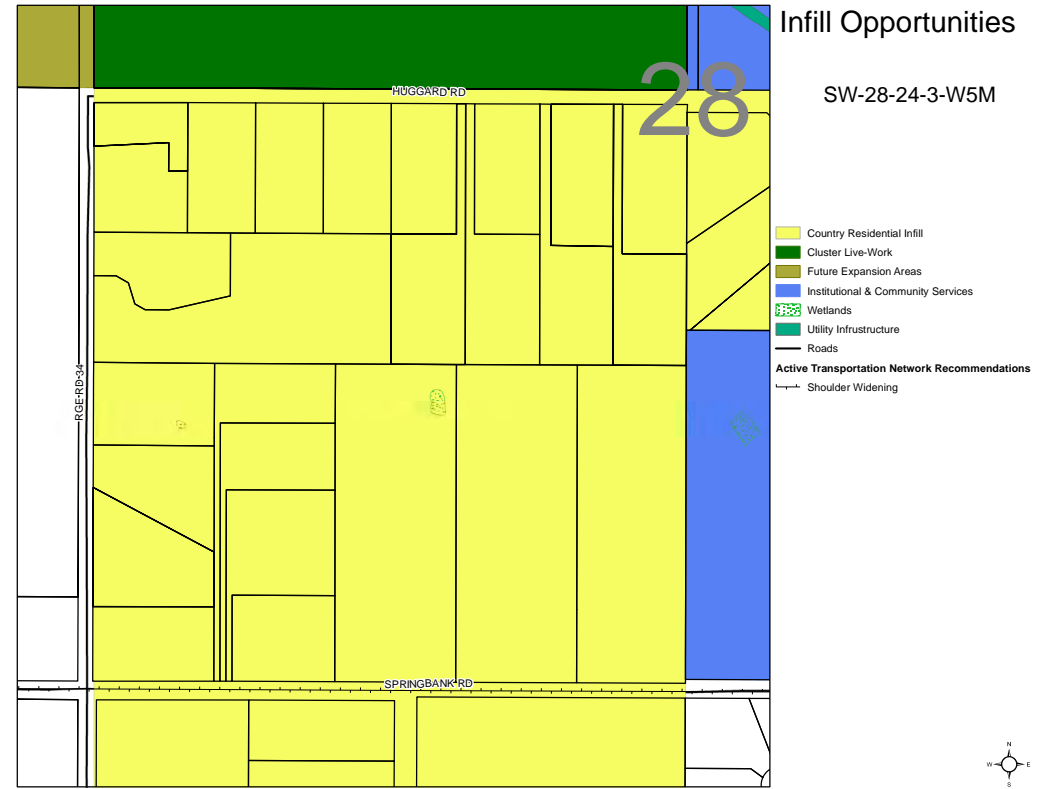 Infill Opportunities
SW-28-24-3-W5M
28
HUGGARD RD
RGE-RD-34
SPRINGBANK RD
Country Residential Infill
Cluster Live-Work
Future Expansion Areas
Institutional & Community Services
Wetlands
Utility Infrustructure
Roads
Active Transportation Network Recommendations
Shoulder Widening
N
W E
S